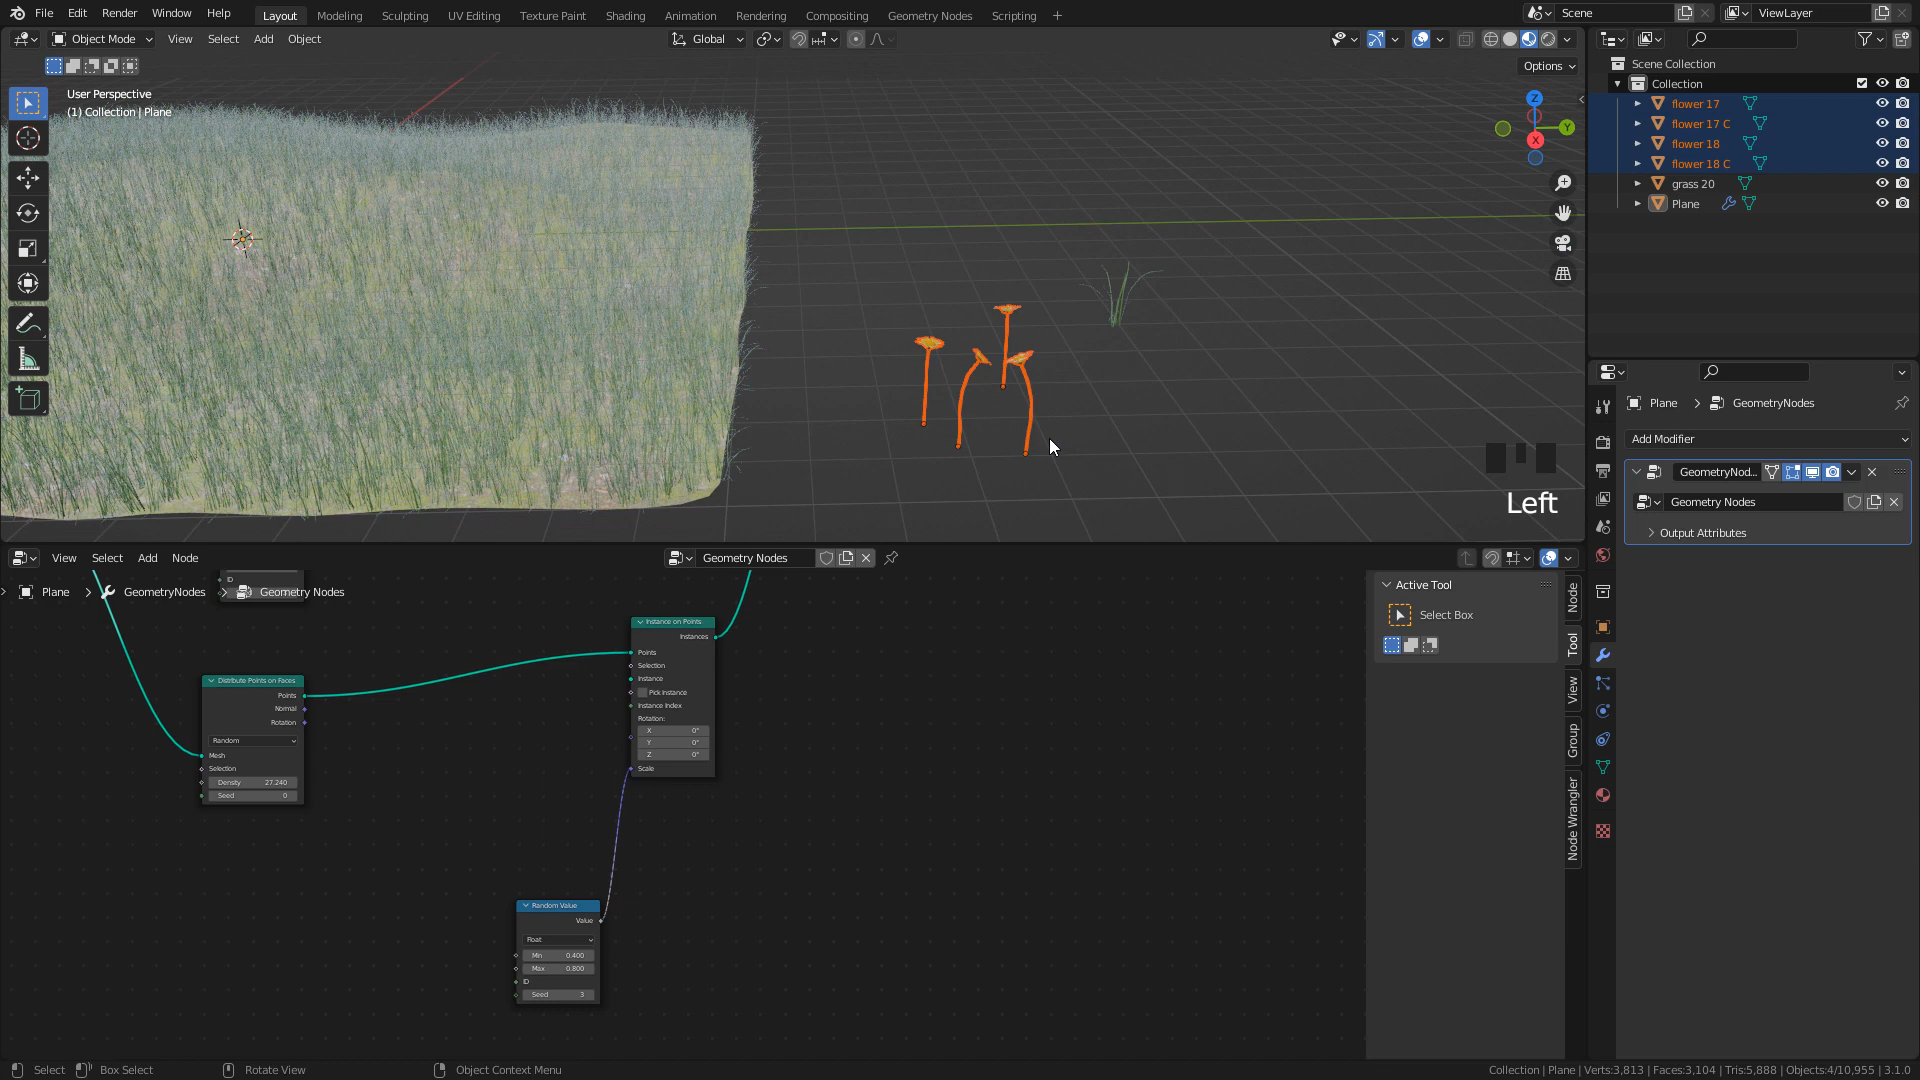 File Edit Render Window Help Layout Modeling Sculpting UV Editing Texture Paint Shading Animation Rendering Compositing Geometry Nodes Scripting + Scene ViewLayer
Object Mode View Select Add Object Global
Options
User Perspective
(1) Collection | Plane
Z
Y
X
Left
Scene Collection
Collection
flower 17
flower 17 C
flower 18
flower 18 C
grass 20
Plane
Plane > GeometryNodes
Add Modifier
GeometryNod...
Geometry Nodes
Output Attributes
View Select Add Node Geometry Nodes
Plane > GeometryNodes > Geometry Nodes
ID
Distribute Points on Faces
Points
Normal
Rotation
Random
Mesh
Selection
Density 27.240
Seed 0
Instance on Points
Instances
Points
Selection
Instance
Pick Instance
Instance Index
Rotation:
X 0°
Y 0°
Z 0°
Scale
Random Value
Value
Float
Min 0.400
Max 0.800
ID
Seed 3
Active Tool
Select Box
Node
Tool
View
Group
Node Wrangler
Select Box Select Rotate View Object Context Menu
Collection | Plane | Verts:3,813 | Faces:3,104 | Tris:5,888 | Objects:4/10,955 | 3.1.0